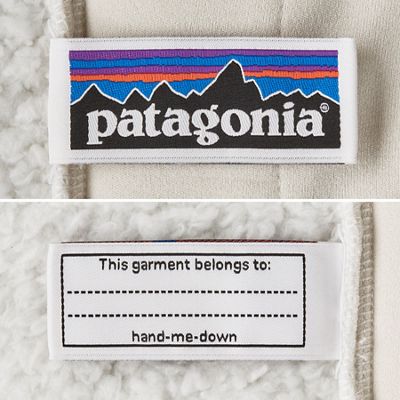 patagonia®
This garment belongs to:
hand-me-down